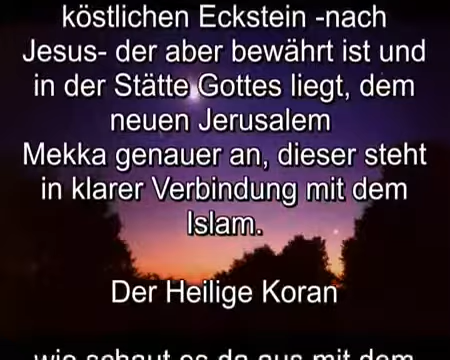 köstlichen Eckstein -nach
Jesus- der aber bewährt ist und
in der Stätte Gottes liegt, dem
neuen Jerusalem
Mekka genauer an, dieser steht
in klarer Verbindung mit dem
Islam.
Der Heilige Koran
wie schaut es da aus mit dem